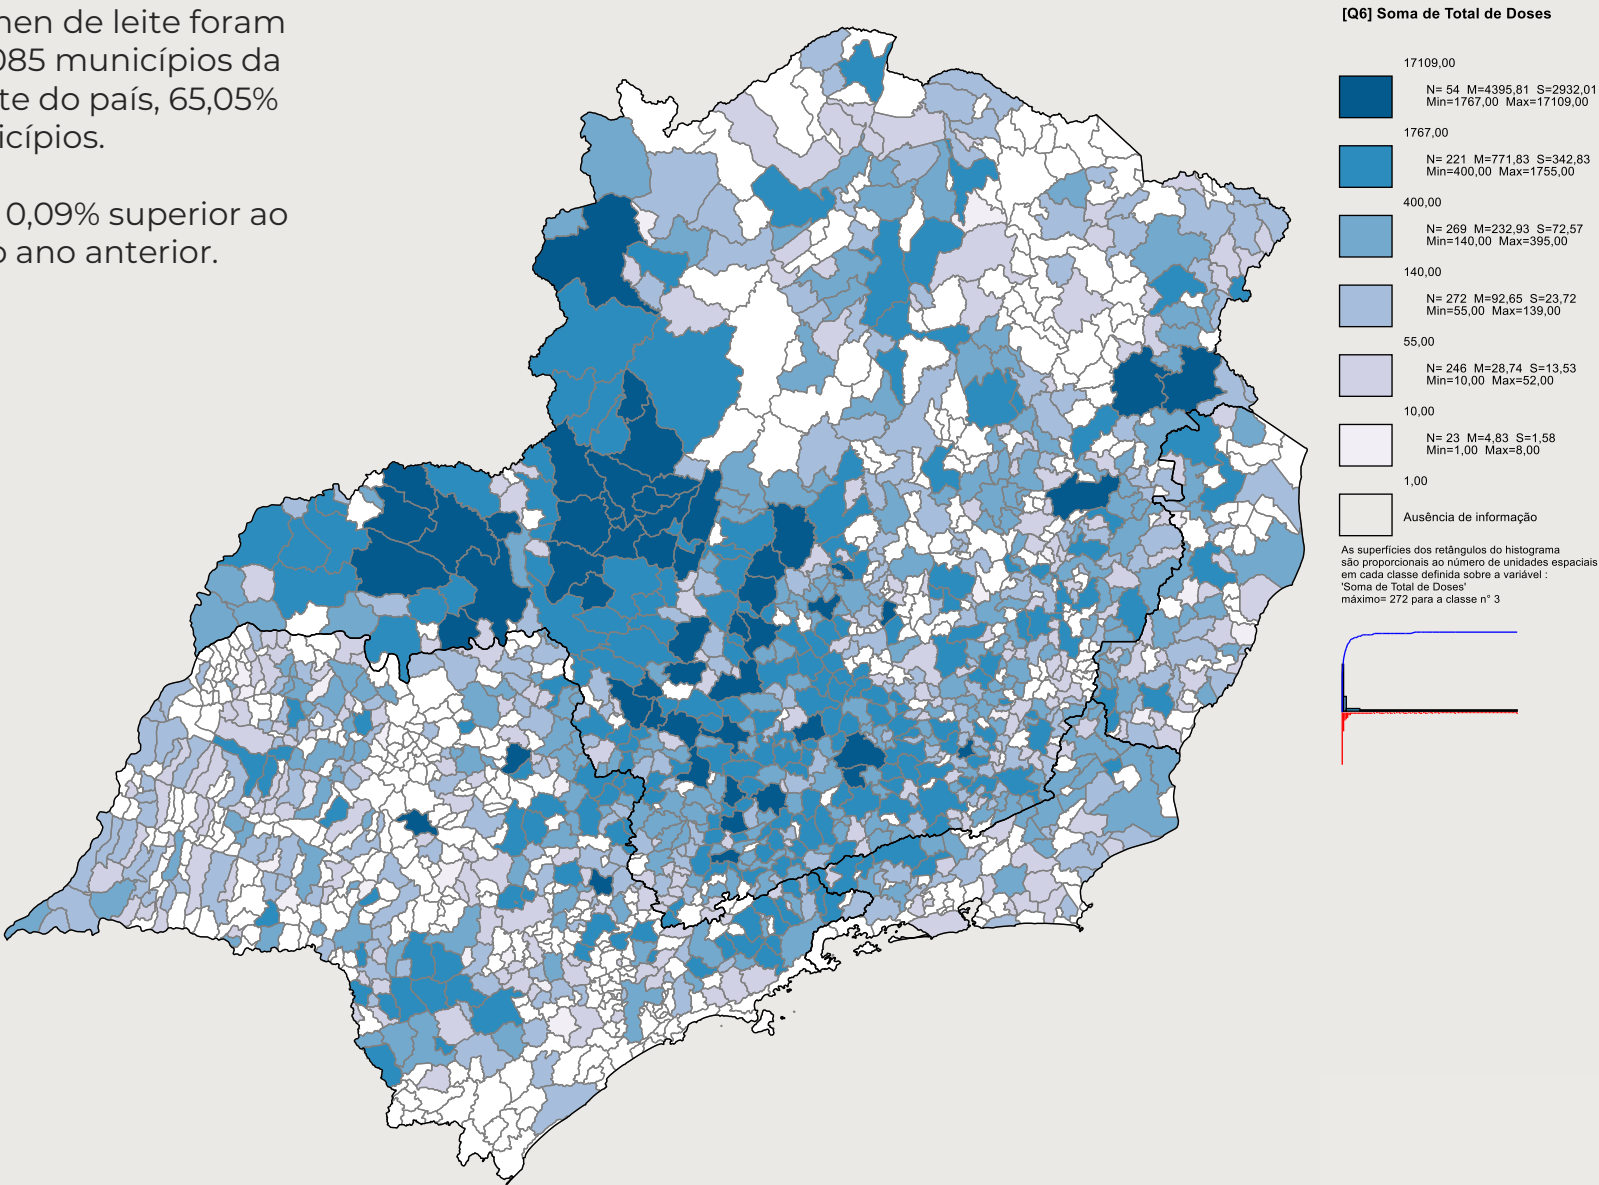 men de leite foram
085 municípios da
te do país, 65,05%
icípios.
0,09% superior ao
o ano anterior.
[Q6] Soma de Total de Doses
17109,00
N= 54 M=4395,81 S=2932,01
Min=1767,00 Max=17109,00
1767,00
N= 221 M=771,83 S=342,83
Min=400,00 Max=1755,00
400,00
N= 269 M=232,93 S=72,57
Min=140,00 Max=395,00
140,00
N= 272 M=92,65 S=23,72
Min=55,00 Max=139,00
55,00
N= 246 M=28,74 S=13,53
Min=10,00 Max=52,00
10,00
N= 23 M=4,83 S=1,58
Min=1,00 Max=8,00
1,00
Ausência de informação
As superfícies dos retângulos do histograma
são proporcionais ao número de unidades espaciais
em cada classe definida sobre a variável :
'Soma de Total de Doses'
máximo= 272 para a classe n° 3